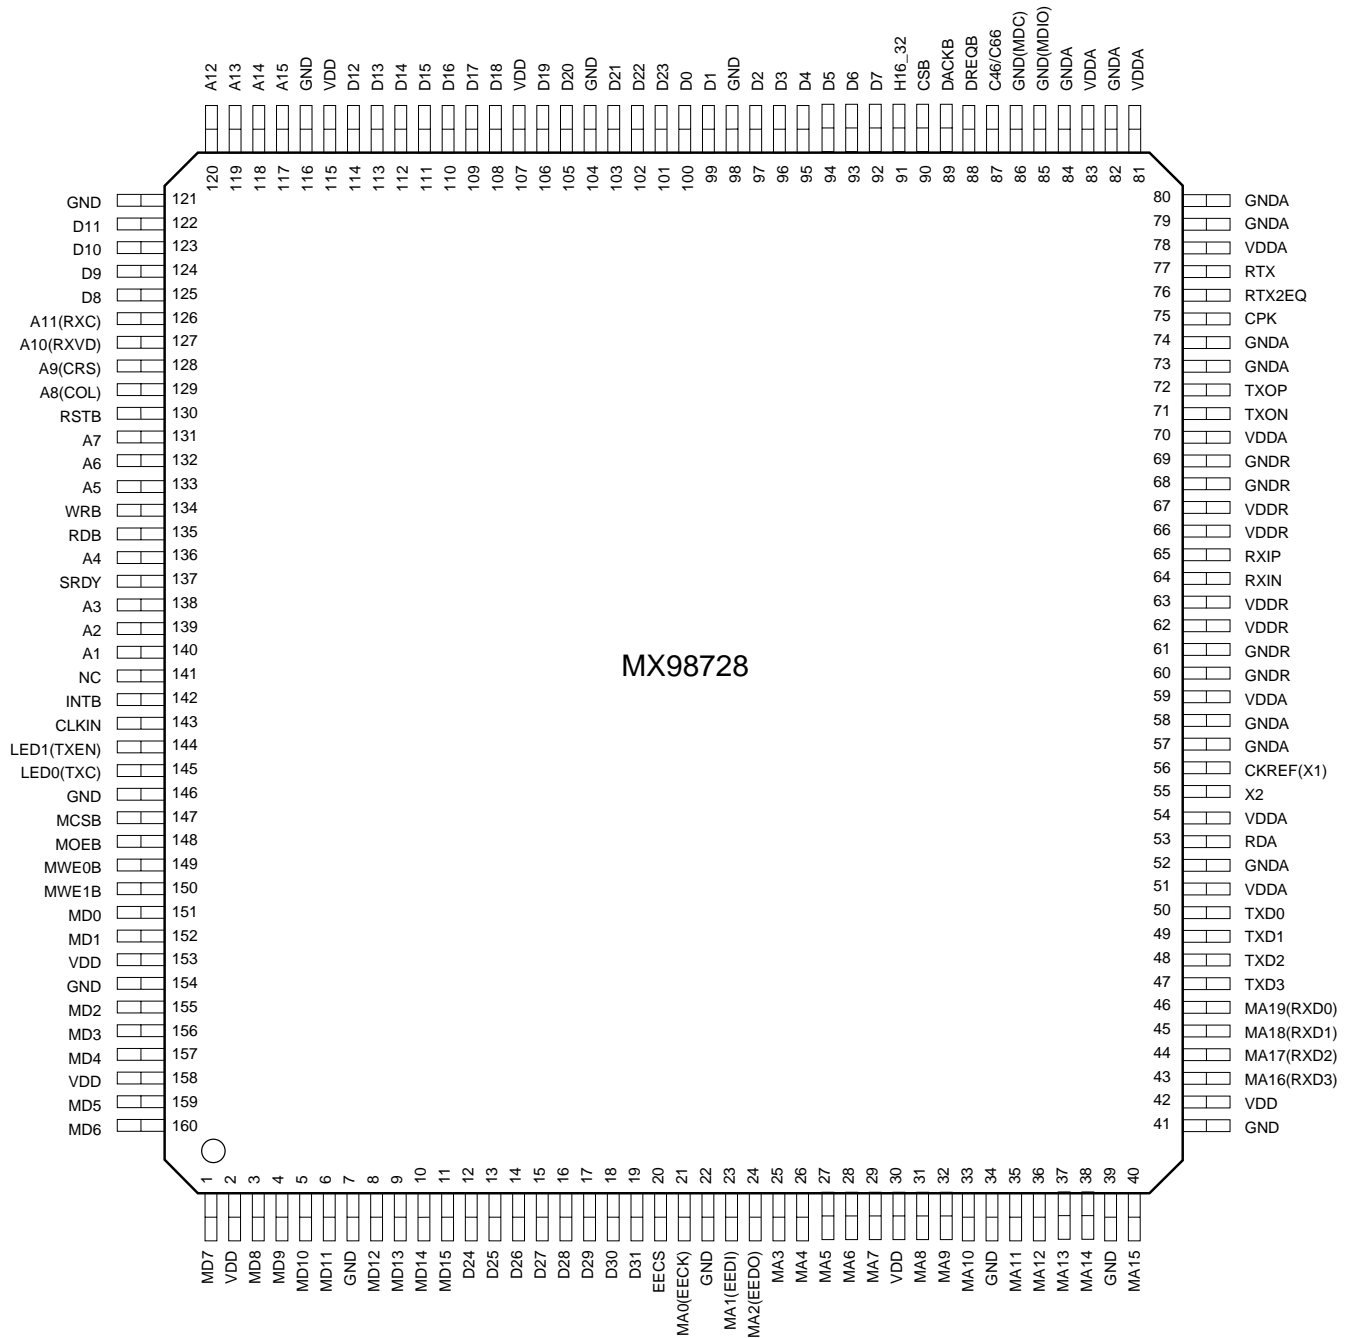 A12 A13 A14 A15 GND VDD D12 D13 D14 D15 D16 D17 D18 VDD D19 D20 GND D21 D22 D23 D0 D1 GND D2 D3 D4 D5 D6 D7 H16_32 CSB DACKB DREQB C46/C66 GND(MDC) GND(MDIO) GNDA VDDA GNDA VDDA
120 119 118 117 116 115 114 113 112 111 110 109 108 107 106 105 104 103 102 101 100 99 98 97 96 95 94 93 92 91 90 89 88 87 86 85 84 83 82 81
GND 121 80 GNDA
D11 122 79 GNDA
D10 123 78 VDDA
D9 124 77 RTX
D8 125 76 RTX2EQ
A11(RXC) 126 75 CPK
A10(RXVD) 127 74 GNDA
A9(CRS) 128 73 GNDA
A8(COL) 129 72 TXOP
RSTB 130 71 TXON
A7 131 70 VDDA
A6 132 69 GNDR
A5 133 68 GNDR
WRB 134 67 VDDR
RDB 135 66 VDDR
A4 136 65 RXIP
SRDY 137 64 RXIN
A3 138 63 VDDR
A2 139 62 VDDR
A1 140 61 GNDR
MX98728
NC 141 60 GNDR
INTB 142 59 VDDA
CLKIN 143 58 GNDA
LED1(TXEN) 144 57 GNDA
LED0(TXC) 145 56 CKREF(X1)
GND 146 55 X2
MCSB 147 54 VDDA
MOEB 148 53 RDA
MWE0B 149 52 GNDA
MWE1B 150 51 VDDA
MD0 151 50 TXD0
MD1 152 49 TXD1
VDD 153 48 TXD2
GND 154 47 TXD3
MD2 155 46 MA19(RXD0)
MD3 156 45 MA18(RXD1)
MD4 157 44 MA17(RXD2)
VDD 158 43 MA16(RXD3)
MD5 159 42 VDD
MD6 160 41 GND
1 2 3 4 5 6 7 8 9 10 11 12 13 14 15 16 17 18 19 20 21 22 23 24 25 26 27 28 29 30 31 32 33 34 35 36 37 38 39 40
MD7 VDD MD8 MD9 MD10 MD11 GND MD12 MD13 MD14 MD15 D24 D25 D26 D27 D28 D29 D30 D31 EECS MA0(EECK) GND MA1(EEDI) MA2(EEDO) MA3 MA4 MA5 MA6 MA7 VDD MA8 MA9 MA10 GND MA11 MA12 MA13 MA14 GND MA15